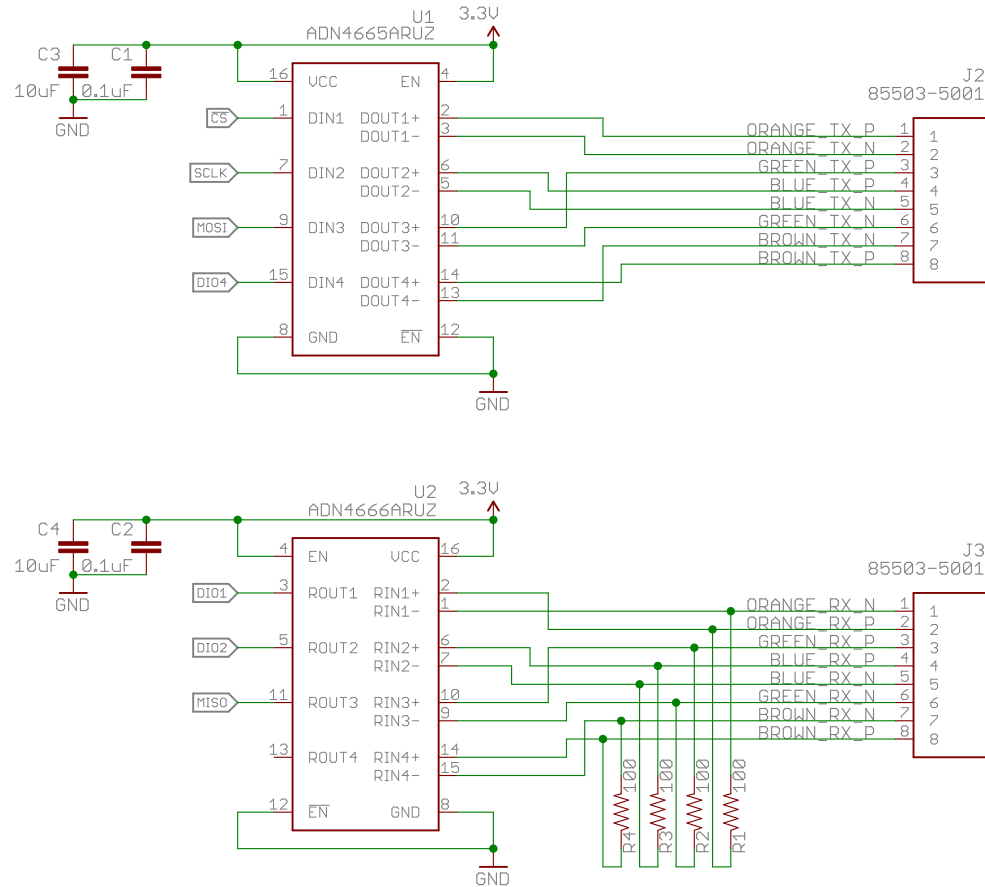 U1
ADN4665ARUZ
3.3V
C3
C1
10uF
0.1uF
GND
16 VCC EN 4
CS 1 DIN1 DOUT1+ 2
DOUT1- 3
SCLK 7 DIN2 DOUT2+ 6
DOUT2- 5
MOSI 9 DIN3 DOUT3+ 10
DOUT3- 11
DIO4 15 DIN4 DOUT4+ 14
DOUT4- 13
8 GND EN 12
GND
J2
85503-5001
ORANGE_TX_P 1 1
ORANGE_TX_N 2 2
GREEN_TX_P 3 3
BLUE_TX_P 4 4
BLUE_TX_N 5 5
GREEN_TX_N 6 6
BROWN_TX_N 7 7
BROWN_TX_P 8 8
U2
ADN4666ARUZ
3.3V
C4
C2
10uF
0.1uF
GND
4 EN VCC 16
DIO1 3 ROUT1 RIN1+ 2
RIN1- 1
DIO2 5 ROUT2 RIN2+ 6
RIN2- 7
MISO 11 ROUT3 RIN3+ 10
RIN3- 9
13 ROUT4 RIN4+ 14
RIN4- 15
12 EN GND 8
GND
J3
85503-5001
ORANGE_RX_N 1 1
ORANGE_RX_P 2 2
GREEN_RX_P 3 3
BLUE_RX_P 4 4
BLUE_RX_N 5 5
GREEN_RX_N 6 6
BROWN_RX_N 7 7
BROWN_RX_P 8 8
100
100
100
100
R4
R3
R2
R1